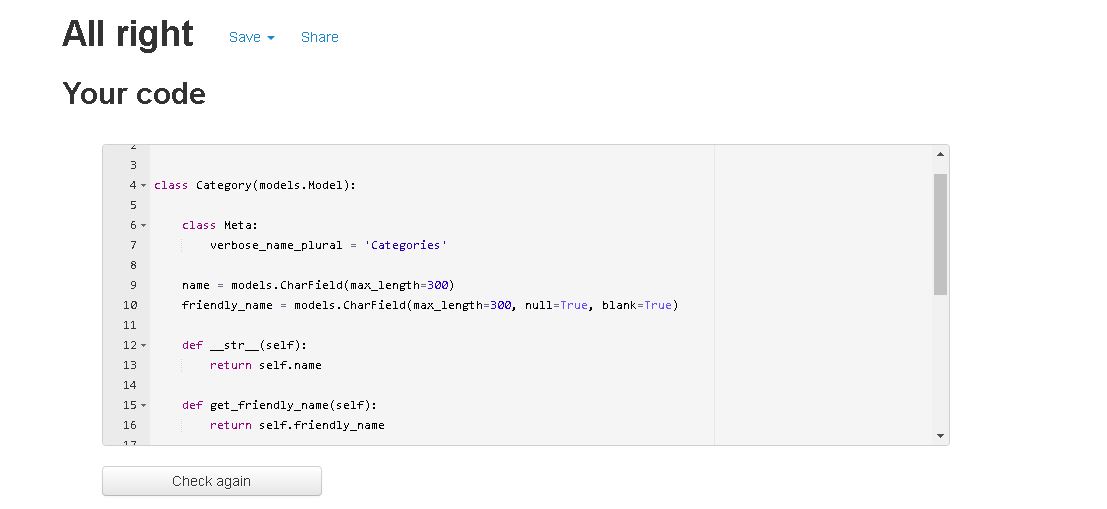 All right Save Share
Your code
2
3
4 class Category(models.Model):
5
6 class Meta:
7 verbose_name_plural = 'Categories'
8
9 name = models.CharField(max_length=300)
10 friendly_name = models.CharField(max_length=300, null=True, blank=True)
11
12 def __str__(self):
13 return self.name
14
15 def get_friendly_name(self):
16 return self.friendly_name
17
Check again